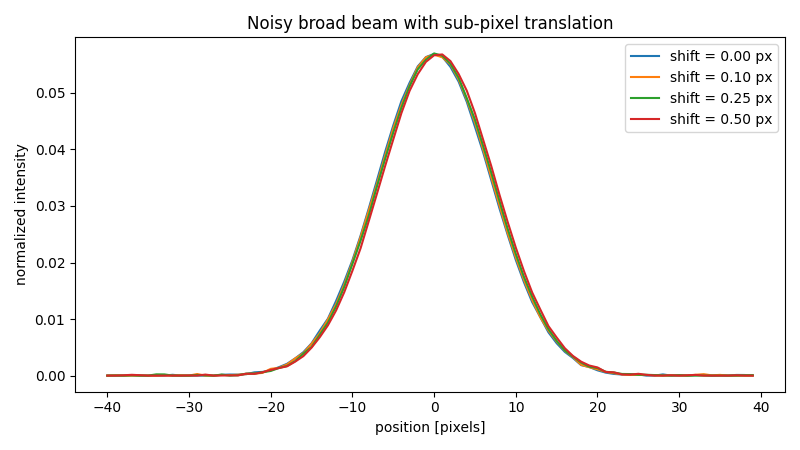 Noisy broad beam with sub-pixel translation
shift = 0.00 px
shift = 0.10 px
shift = 0.25 px
shift = 0.50 px
normalized intensity
0.05
0.04
0.03
0.02
0.01
0.00
−40 −30 −20 −10 0 10 20 30 40
position [pixels]